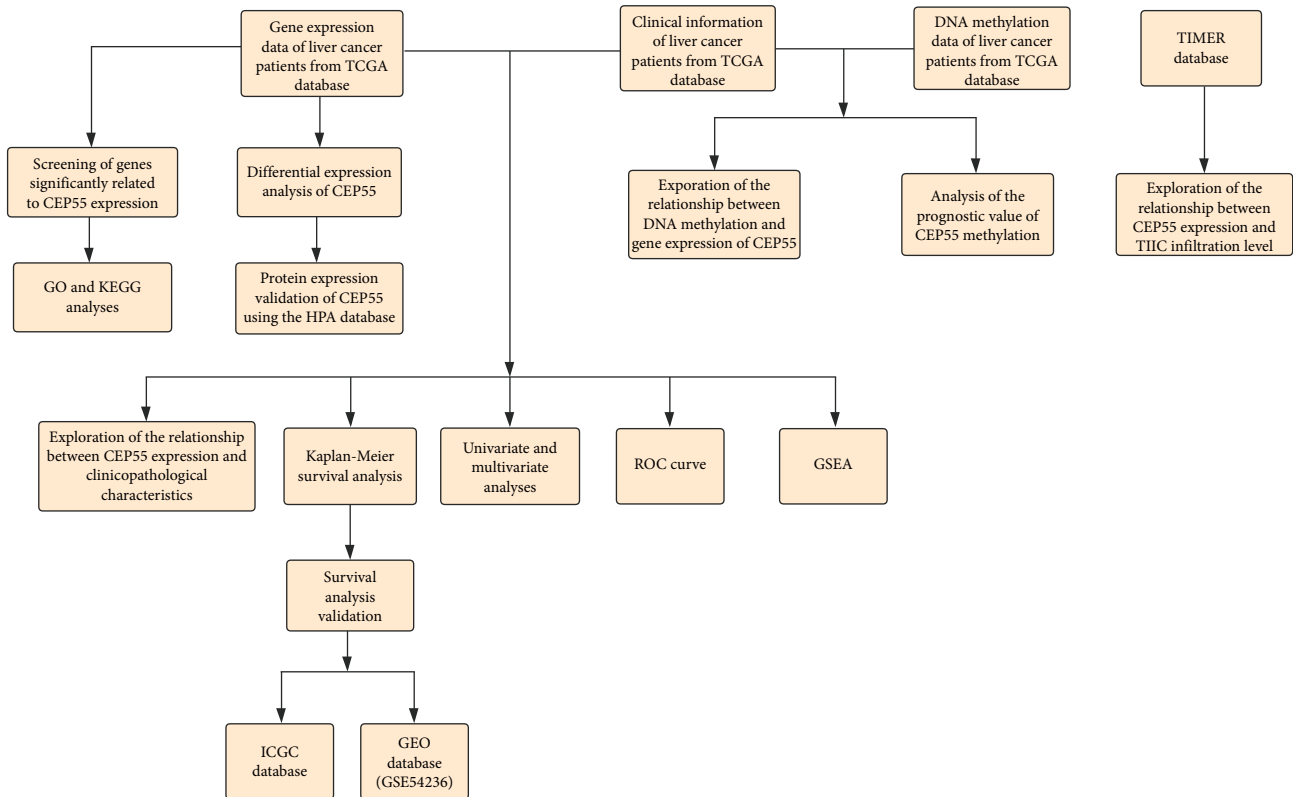 Gene expression
data of liver cancer
patients from TCGA
database
Clinical information
of liver cancer
patients from TCGA
database
DNA methylation
data of liver cancer
patients from TCGA
database
TIMER
database
Screening of genes
significantly related
to CEP55 expression
Differential expression
analysis of CEP55
Exporation of the
relationship between
DNA methylation and
gene expression of CEP55
Analysis of the
prognostic value of
CEP55 methylation
Exploration of the
relationship between
CEP55 expression and
TIIC infiltration level
GO and KEGG
analyses
Protein expression
validation of CEP55
using the HPA database
Exploration of the relationship
between CEP55 expression and
clinicopathological
characteristics
Kaplan-Meier
survival analysis
Univariate and
multivariate
analyses
ROC curve
GSEA
Survival
analysis
validation
ICGC
database
GEO
database
(GSE54236)